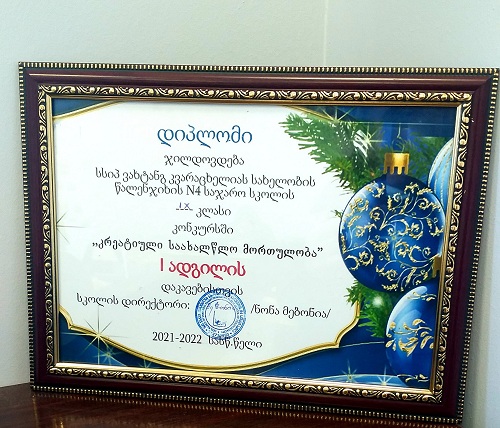 დიპლომი
ჯილდოვდება
სსიპ ვახტანგ კვარაცხელიას სახელობის
წალენჯიხის N4 საჯარო სკოლის
IX კლასი
კონკურსში
„კრეატიული საახალწლო მორთულობა”
I ადგილის
დაკავებისთვის
სკოლის დირექტორი: /ნონა მებონია/
2021-2022 სასწ.წელი